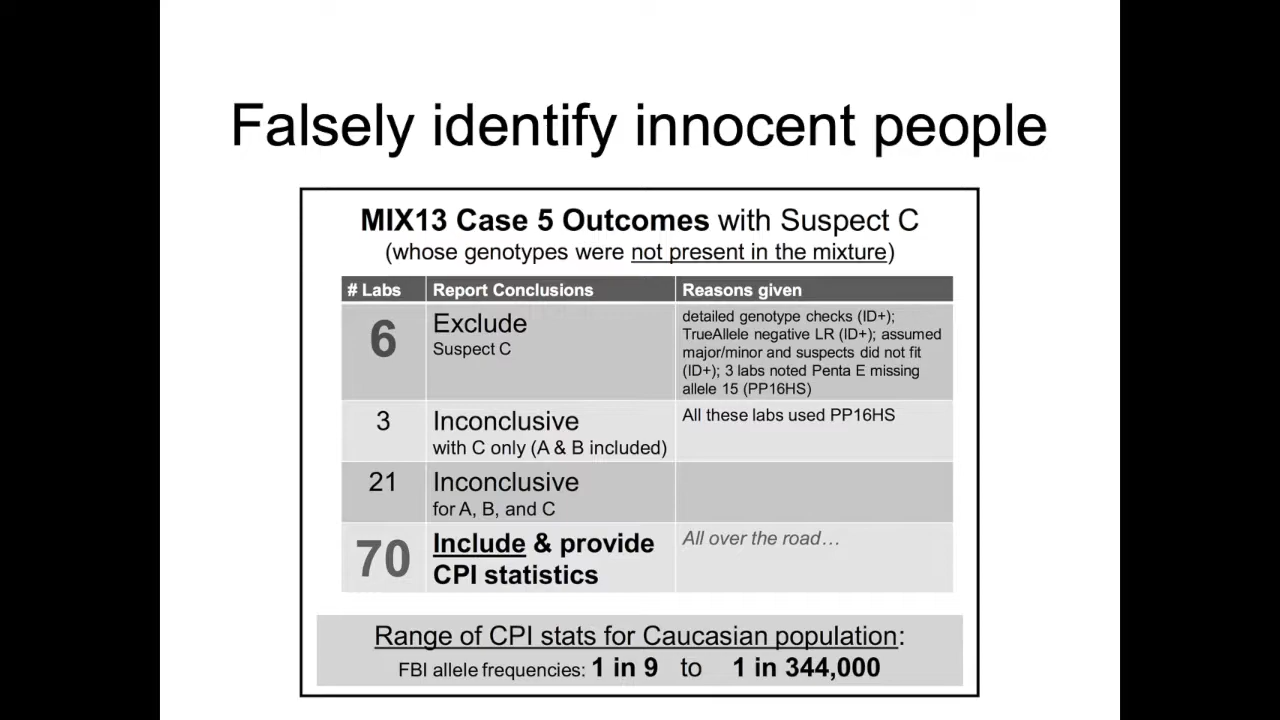 Falsely identify innocent people
MIX13 Case 5 Outcomes with Suspect C
(whose genotypes were not present in the mixture)
# Labs Report Conclusions Reasons given
6 Exclude
Suspect C
detailed genotype checks (ID+);
TrueAllele negative LR (ID+); assumed
major/minor and suspects did not fit
(ID+); 3 labs noted Penta E missing
allele 15 (PP16HS)
3 Inconclusive
with C only (A & B included)
All these labs used PP16HS
21 Inconclusive
for A, B, and C
70 Include & provide
CPI statistics
All over the road…
Range of CPI stats for Caucasian population:
FBI allele frequencies: 1 in 9 to 1 in 344,000